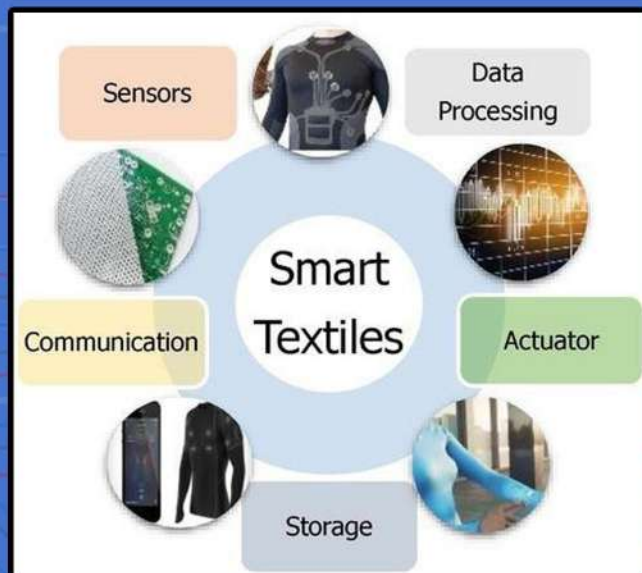 Sensors
Data
Processing
Smart
Textiles
Communication
Actuator
Storage